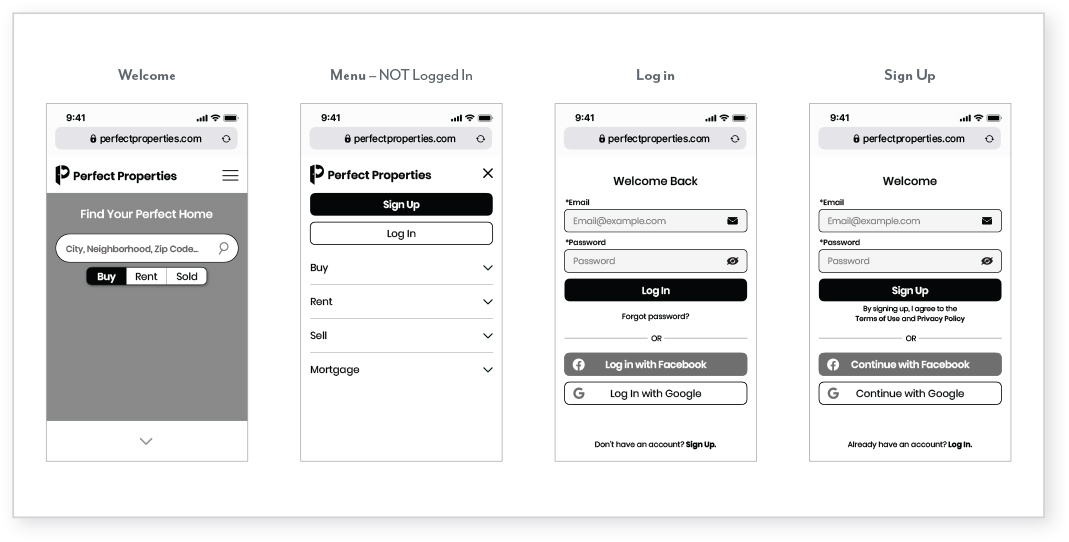 Welcome
9:41
perfectproperties.com
Perfect Properties
Find Your Perfect Home
City, Neighborhood, Zip Code...
Buy
Rent
Sold
Menu – NOT Logged In
9:41
perfectproperties.com
Perfect Properties
Sign Up
Log In
Buy
Rent
Sell
Mortgage
Log in
9:41
perfectproperties.com
Welcome Back
*Email
Email@example.com
*Password
Password
Log In
Forgot password?
OR
Log in with Facebook
G Log In with Google
Don't have an account? Sign Up.
Sign Up
9:41
perfectproperties.com
Welcome
*Email
Email@example.com
*Password
Password
Sign Up
By signing up, I agree to the
Terms of Use and Privacy Policy
OR
Continue with Facebook
G Continue with Google
Already have an account? Log In.